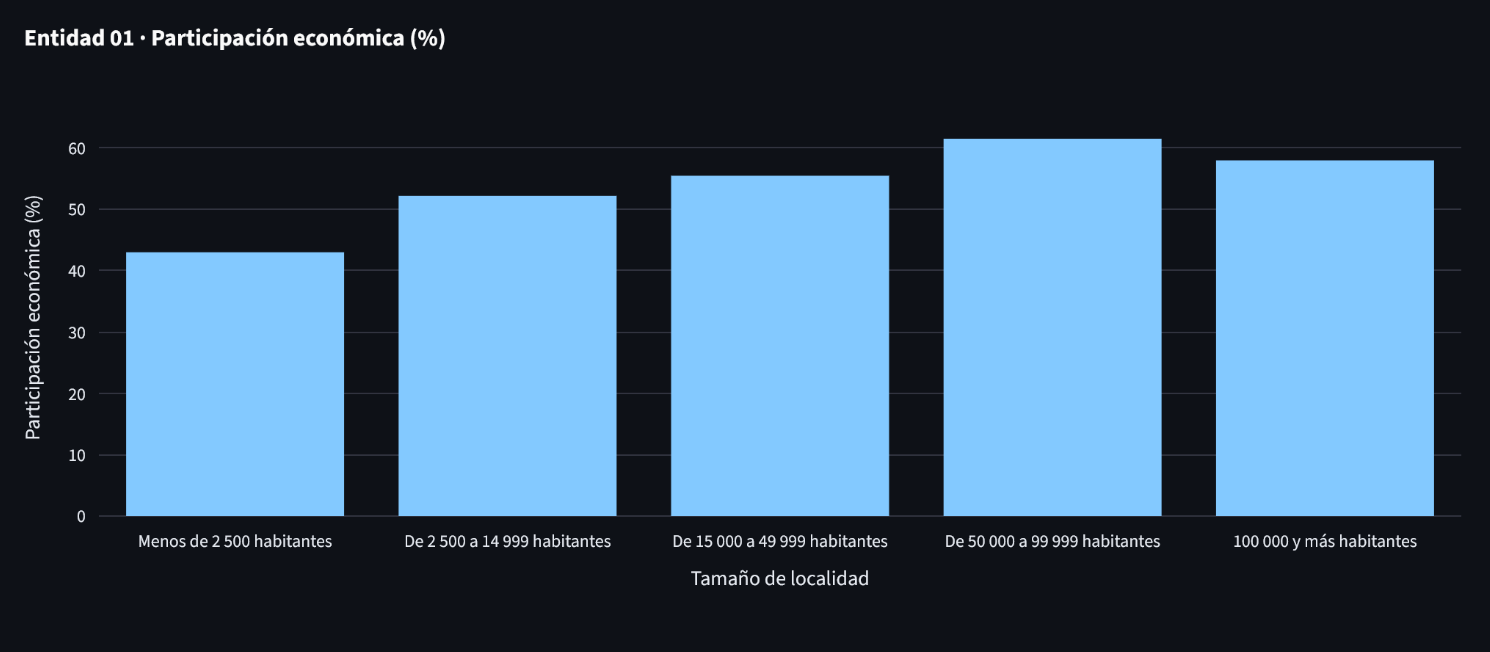 Entidad 01 · Participación económica (%)
Participación económica (%)
60
50
40
30
20
10
0
Menos de 2 500 habitantes
De 2 500 a 14 999 habitantes
De 15 000 a 49 999 habitantes
De 50 000 a 99 999 habitantes
100 000 y más habitantes
Tamaño de localidad